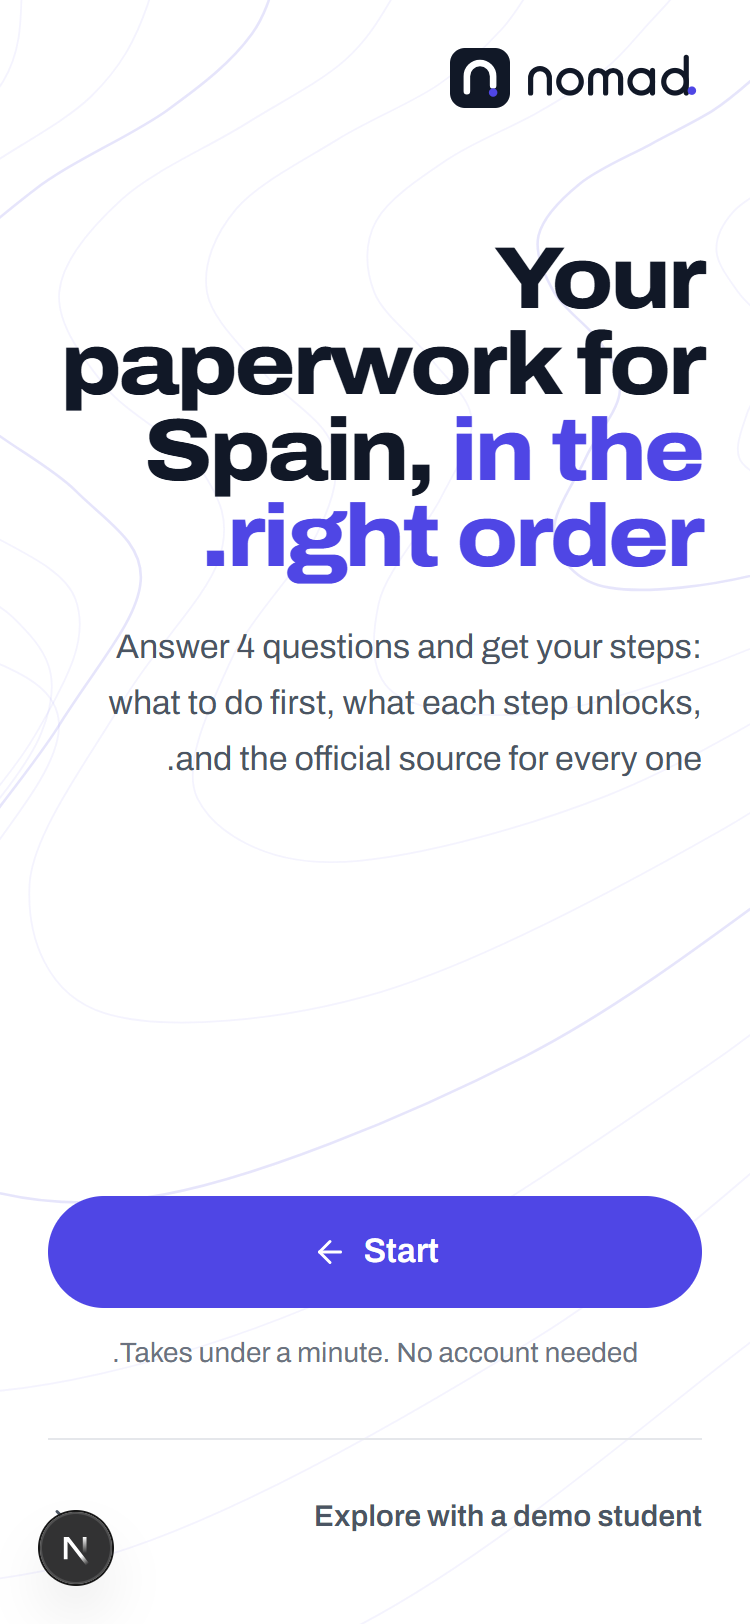 nomad.
Your
paperwork for
Spain, in the
.right order
Answer 4 questions and get your steps:
what to do first, what each step unlocks,
.and the official source for every one
← Start
.Takes under a minute. No account needed
Explore with a demo student
N